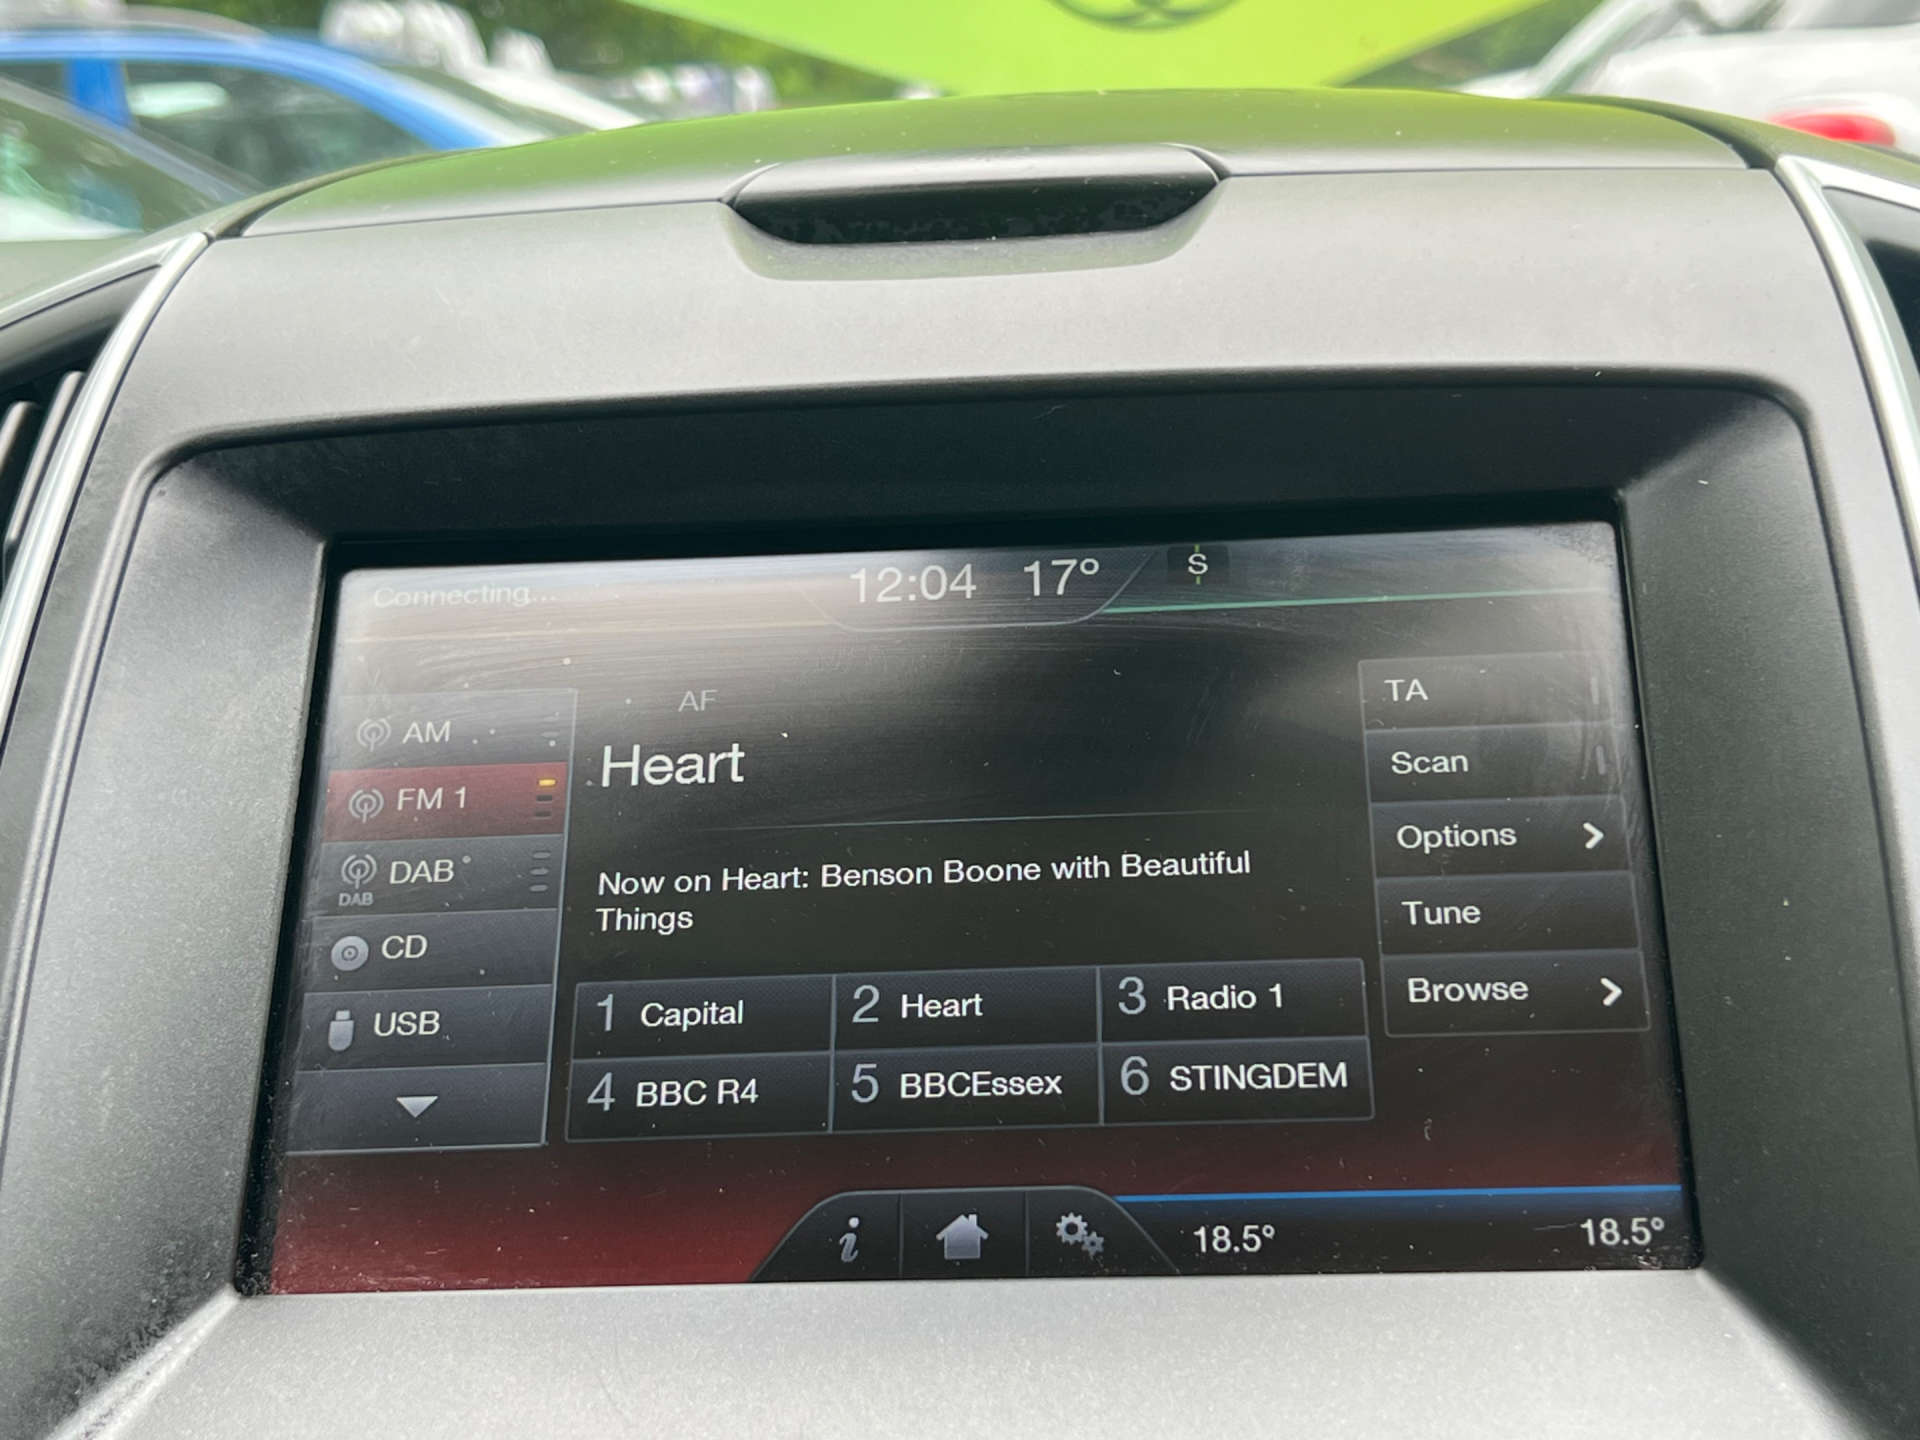 Connecting...
12:04 17°
S
AF
Heart
AM
FM 1
DAB
DAB
CD
USB
Now on Heart: Benson Boone with Beautiful
Things
1 Capital
2 Heart
3 Radio 1
4 BBC R4
5 BBCEssex
6 STINGDEM
TA
Scan
Options
Tune
Browse
i
18.5°
18.5°